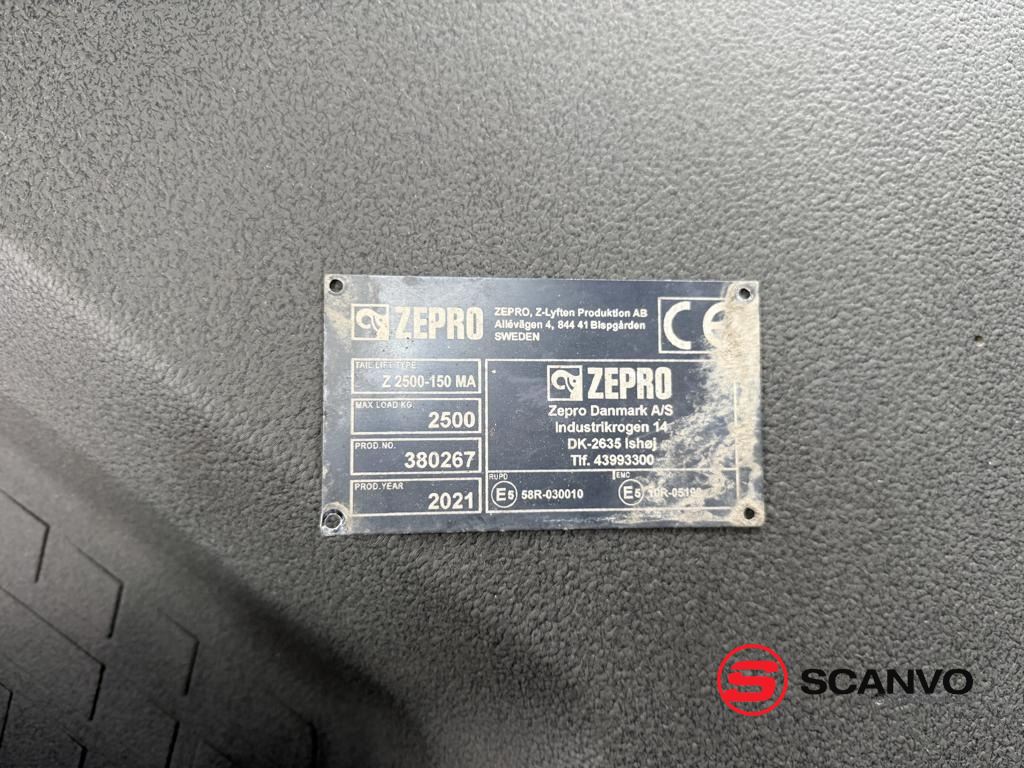 ZEPRO
ZEPRO, Z-Lyften Produktion AB
Allévägen 4, 844 41 Bispgården
SWEDEN
CE
TAIL LIFT TYPE
Z 2500-150 MA
MAX LOAD KG.
2500
PROD.NO.
380267
PROD.YEAR
2021
ZEPRO
Zepro Danmark A/S
Industrikrogen 14
DK-2635 Ishøj
Tlf. 43993300
RUPD
E5 58R-030010
EMC
E5
SCANVO